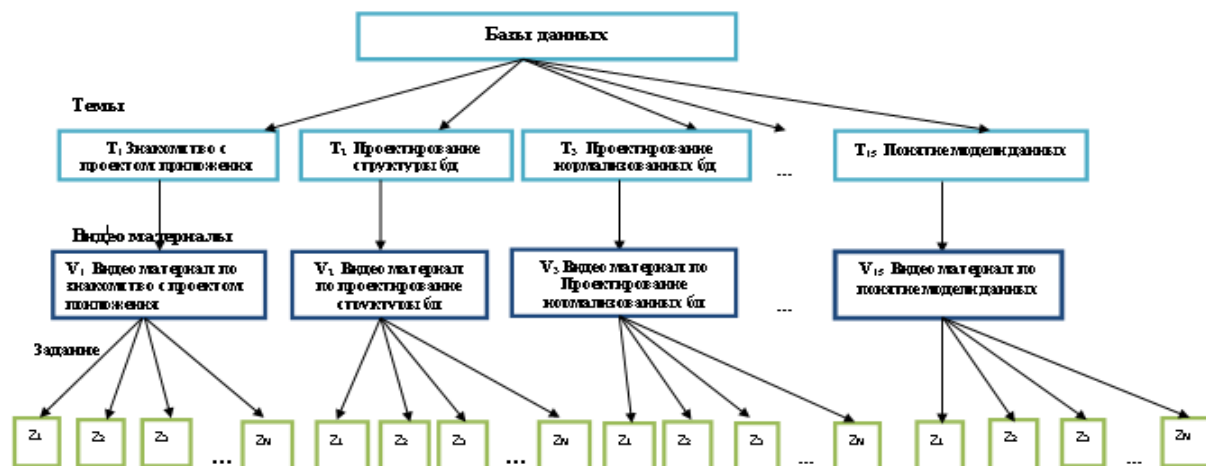 Базы данных
Темы
T1 Знакомство с
проектом приложения
T2 Проектирование
структуры бд
T3 Проектирование
нормализованных бд
...
T15 Понятие модели данных
Видео материалы
V1 Видео материал по
знакомство с проектом
приложения
V2 Видео материал
по проектирование
структуры бд
V3 Видео материал по
Проектирование
нормализованных бд
...
V15 Видео материал по
понятие модели данных
Задание
Z1 Z2 Z3 ... ZN Z1 Z2 Z3 ... ZN Z1 Z2 Z3 ... ZN Z1 Z2 Z3 ... ZN